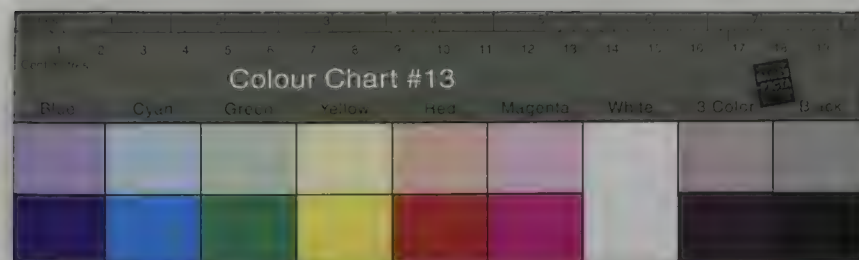 1 2 3 4 5 6 7 8 9 10 11 12 13 14 15 16 17 18 19
Centimetres
Colour Chart #13
Blue Cyan Green Yellow Red Magenta White 3/Color Black